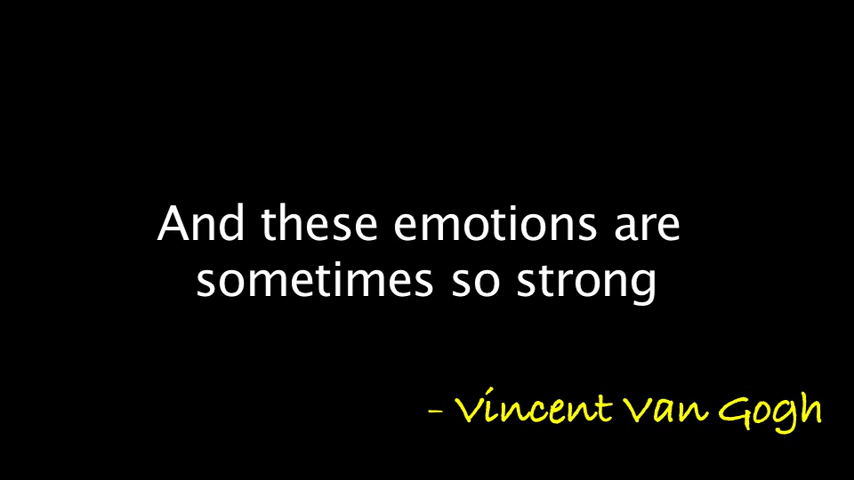 And these emotions are
sometimes so strong
- Vincent Van Gogh